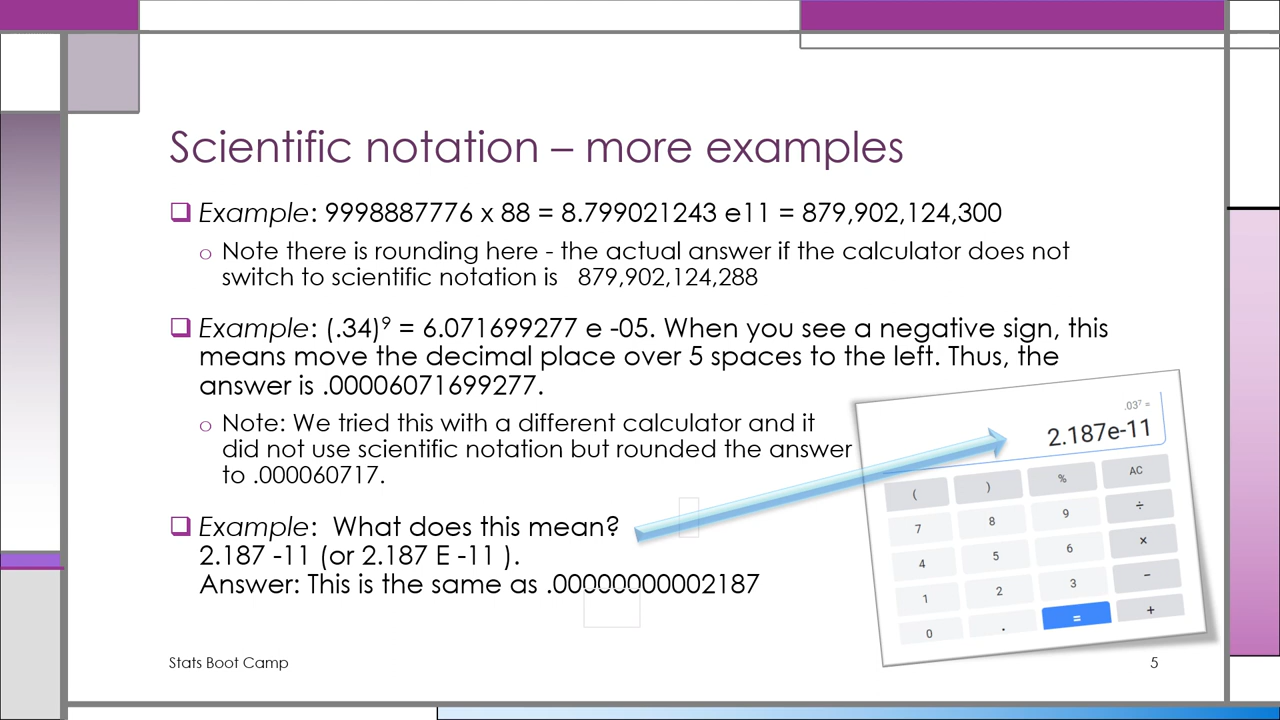 Scientific notation – more examples
❑ Example: 9998887776 x 88 = 8.799021243 e11 = 879,902,124,300
o Note there is rounding here - the actual answer if the calculator does not
switch to scientific notation is 879,902,124,288
❑ Example: (.34)⁹ = 6.071699277 e -05. When you see a negative sign, this
means move the decimal place over 5 spaces to the left. Thus, the
answer is .00006071699277.
o Note: We tried this with a different calculator and it
did not use scientific notation but rounded the answer
to .000060717.
❑ Example: What does this mean?
2.187 -11 (or 2.187 E -11 ).
Answer: This is the same as .00000000002187
.03⁷ =
2.187e-11
( ) % AC
7 8 9 ÷
4 5 6 ×
1 2 3 −
0 . = +
Stats Boot Camp
5